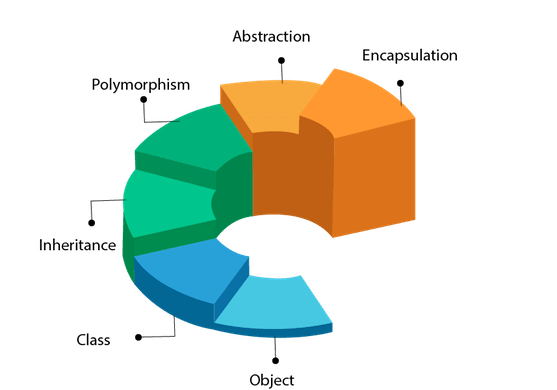 Abstraction
Encapsulation
Polymorphism
Inheritance
Class
Object